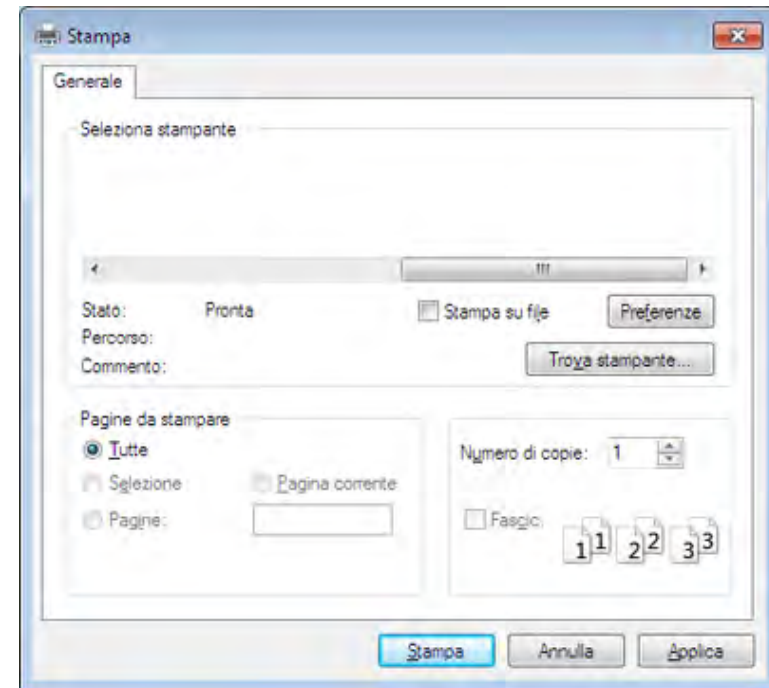 Stampa
Generale
Seleziona stampante
Stato: Pronta
Stampa su file
Preferenze
Percorso:
Commento:
Trova stampante...
Pagine da stampare
Tutte
Selezione
Pagina corrente
Pagine:
Numero di copie: 1
Fascic.
1 1 2 2 3 3
Stampa
Annulla
Applica